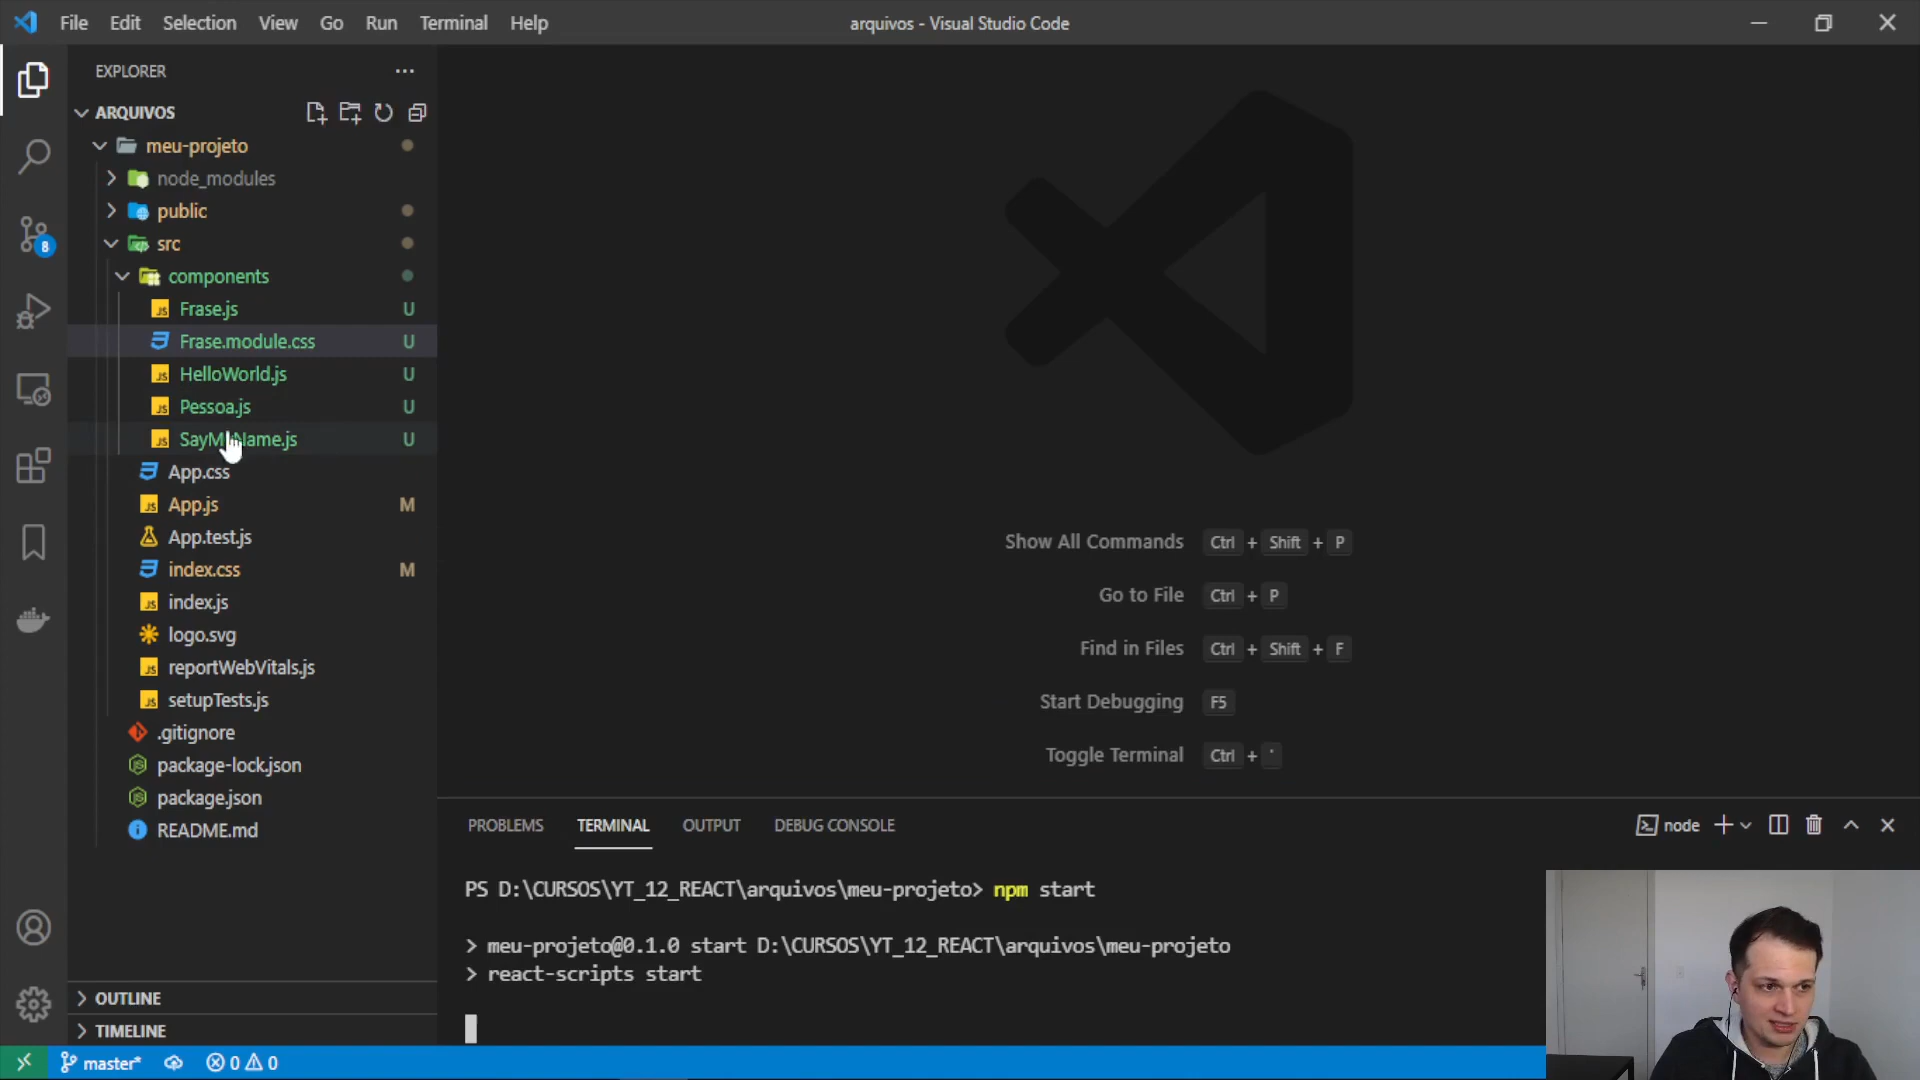 File Edit Selection View Go Run Terminal Help
arquivos - Visual Studio Code
EXPLORER
ARQUIVOS
meu-projeto
node_modules
public
src
components
Frase.js U
Frase.module.css U
HelloWorld.js U
Pessoa.js U
SayMyName.js U
App.css
App.js M
App.test.js
index.css M
index.js
logo.svg
reportWebVitals.js
setupTests.js
.gitignore
package-lock.json
package.json
README.md
OUTLINE
TIMELINE
8
Show All Commands Ctrl + Shift + P
Go to File Ctrl + P
Find in Files Ctrl + Shift + F
Start Debugging F5
Toggle Terminal Ctrl + '
PROBLEMS TERMINAL OUTPUT DEBUG CONSOLE
node
PS D:\CURSOS\YT_12_REACT\arquivos\meu-projeto> npm start
> meu-projeto@0.1.0 start D:\CURSOS\YT_12_REACT\arquivos\meu-projeto
> react-scripts start
master* 0 0